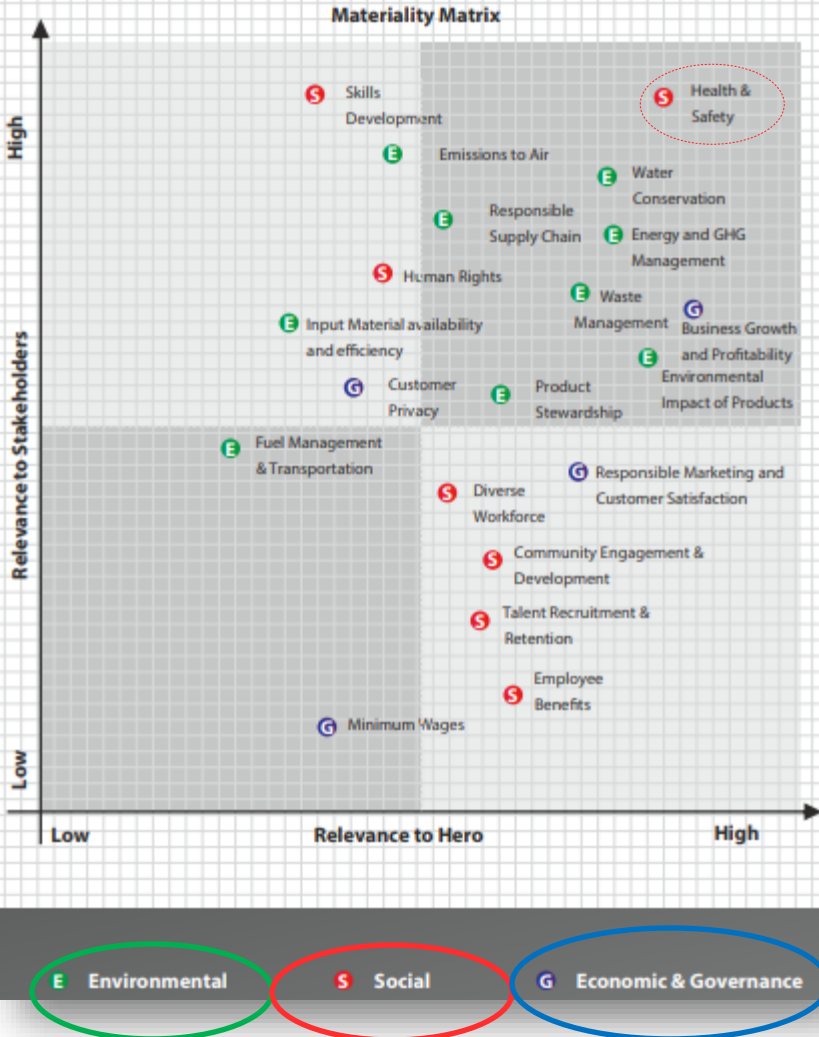 Materiality Matrix
High
Relevance to Stakeholders
Low
S Skills
Development
S Health &
Safety
E Emissions to Air
E Water
Conservation
E Responsible
Supply Chain
E Energy and GHG
Management
S Human Rights
E Waste
Management
G Business Growth
and Profitability
E Input Material availability
and efficiency
E Environmental
Impact of Products
G Customer
Privacy
E Product
Stewardship
E Fuel Management
& Transportation
G Responsible Marketing and
Customer Satisfaction
S Diverse
Workforce
S Community Engagement &
Development
S Talent Recruitment &
Retention
S Employee
Benefits
G Minimum Wages
Low Relevance to Hero High
E Environmental S Social G Economic & Governance